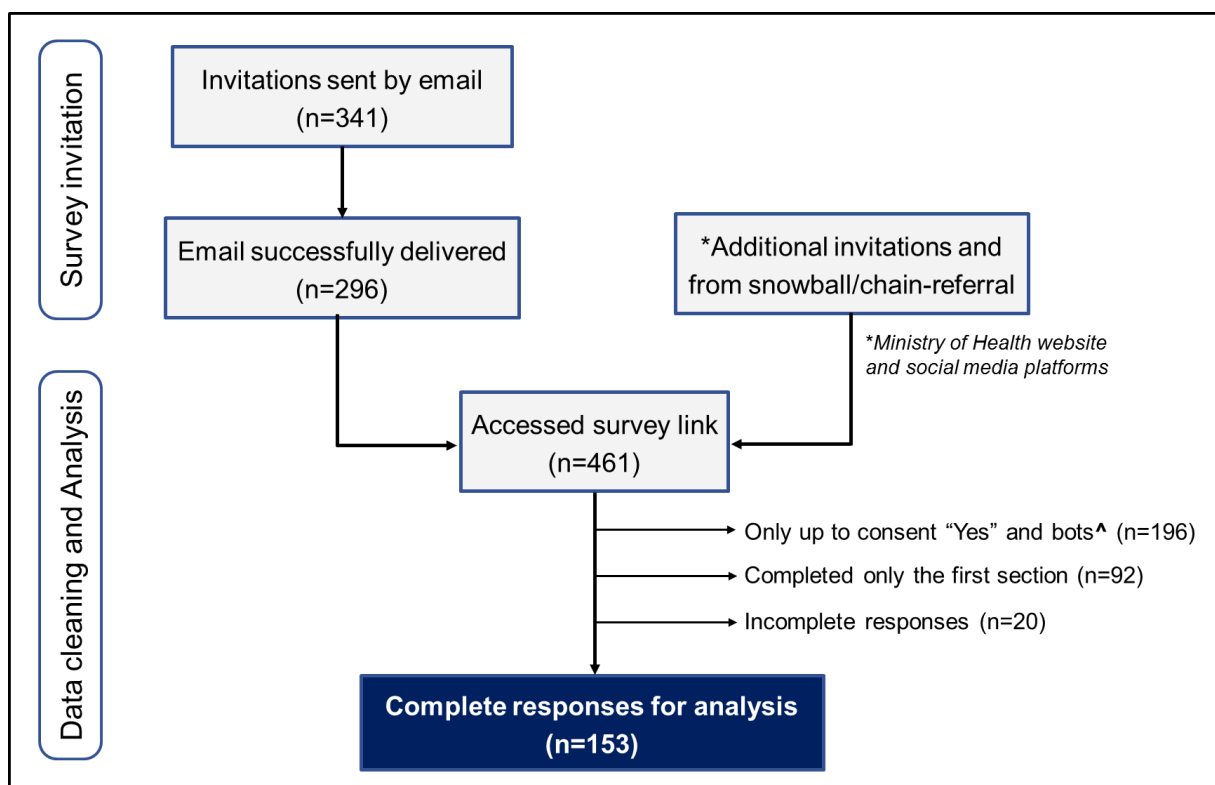 Survey invitation
Invitations sent by email
(n=341)
Email successfully delivered
(n=296)
*Additional invitations and
from snowball/chain-referral
*Ministry of Health website
and social media platforms
Data cleaning and Analysis
Accessed survey link
(n=461)
Only up to consent “Yes” and bots^ (n=196)
Completed only the first section (n=92)
Incomplete responses (n=20)
Complete responses for analysis
(n=153)